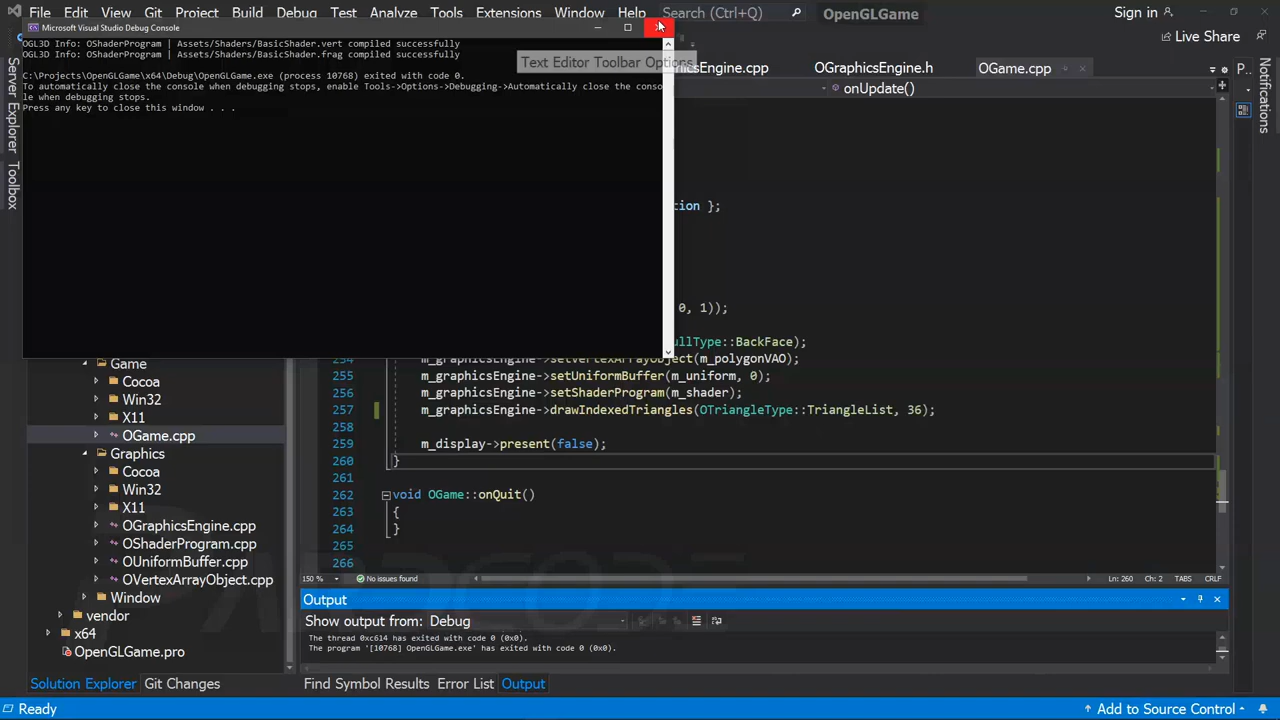 File Edit View Git Project Build Debug Test Analyze Tools Extensions Window Help Search (Ctrl+Q) OpenGLGame Sign in
Microsoft Visual Studio Debug Console
Live Share
OGL3D Info: OShaderProgram | Assets/Shaders/BasicShader.vert compiled successfully
OGL3D Info: OShaderProgram | Assets/Shaders/BasicShader.frag compiled successfully
Text Editor Toolbar Options
csEngine.cpp OGraphicsEngine.h OGame.cpp P..
C:\Projects\OpenGLGame\x64\Debug\OpenGLGame.exe (process 10768) exited with code 0.
To automatically close the console when debugging stops, enable Tools->Options->Debugging->Automatically close the conso
le when debugging stops.
Press any key to close this window . . .
onUpdate()
Server Explorer
Toolbox
Notifications
tion };
0, 1));
ullType::BackFace);
254 m_graphicsEngine->setVertexArrayObject(m_polygonVAO);
255 m_graphicsEngine->setUniformBuffer(m_uniform, 0);
256 m_graphicsEngine->setShaderProgram(m_shader);
257 m_graphicsEngine->drawIndexedTriangles(OTriangleType::TriangleList, 36);
258
259 m_display->present(false);
260 }
261
262 void OGame::onQuit()
263 {
264 }
265
266
Game
Cocoa
Win32
X11
OGame.cpp
Graphics
Cocoa
Win32
X11
OGraphicsEngine.cpp
OShaderProgram.cpp
OUniformBuffer.cpp
OVertexArrayObject.cpp
Window
vendor
x64
OpenGLGame.pro
150 % No issues found Ln: 260 Ch: 2 TABS CRLF
Output
Show output from: Debug
The thread 0xc614 has exited with code 0 (0x0).
The program '[10768] OpenGLGame.exe' has exited with code 0 (0x0).
Solution Explorer Git Changes Find Symbol Results Error List Output
Ready Add to Source Control
PARDCODE